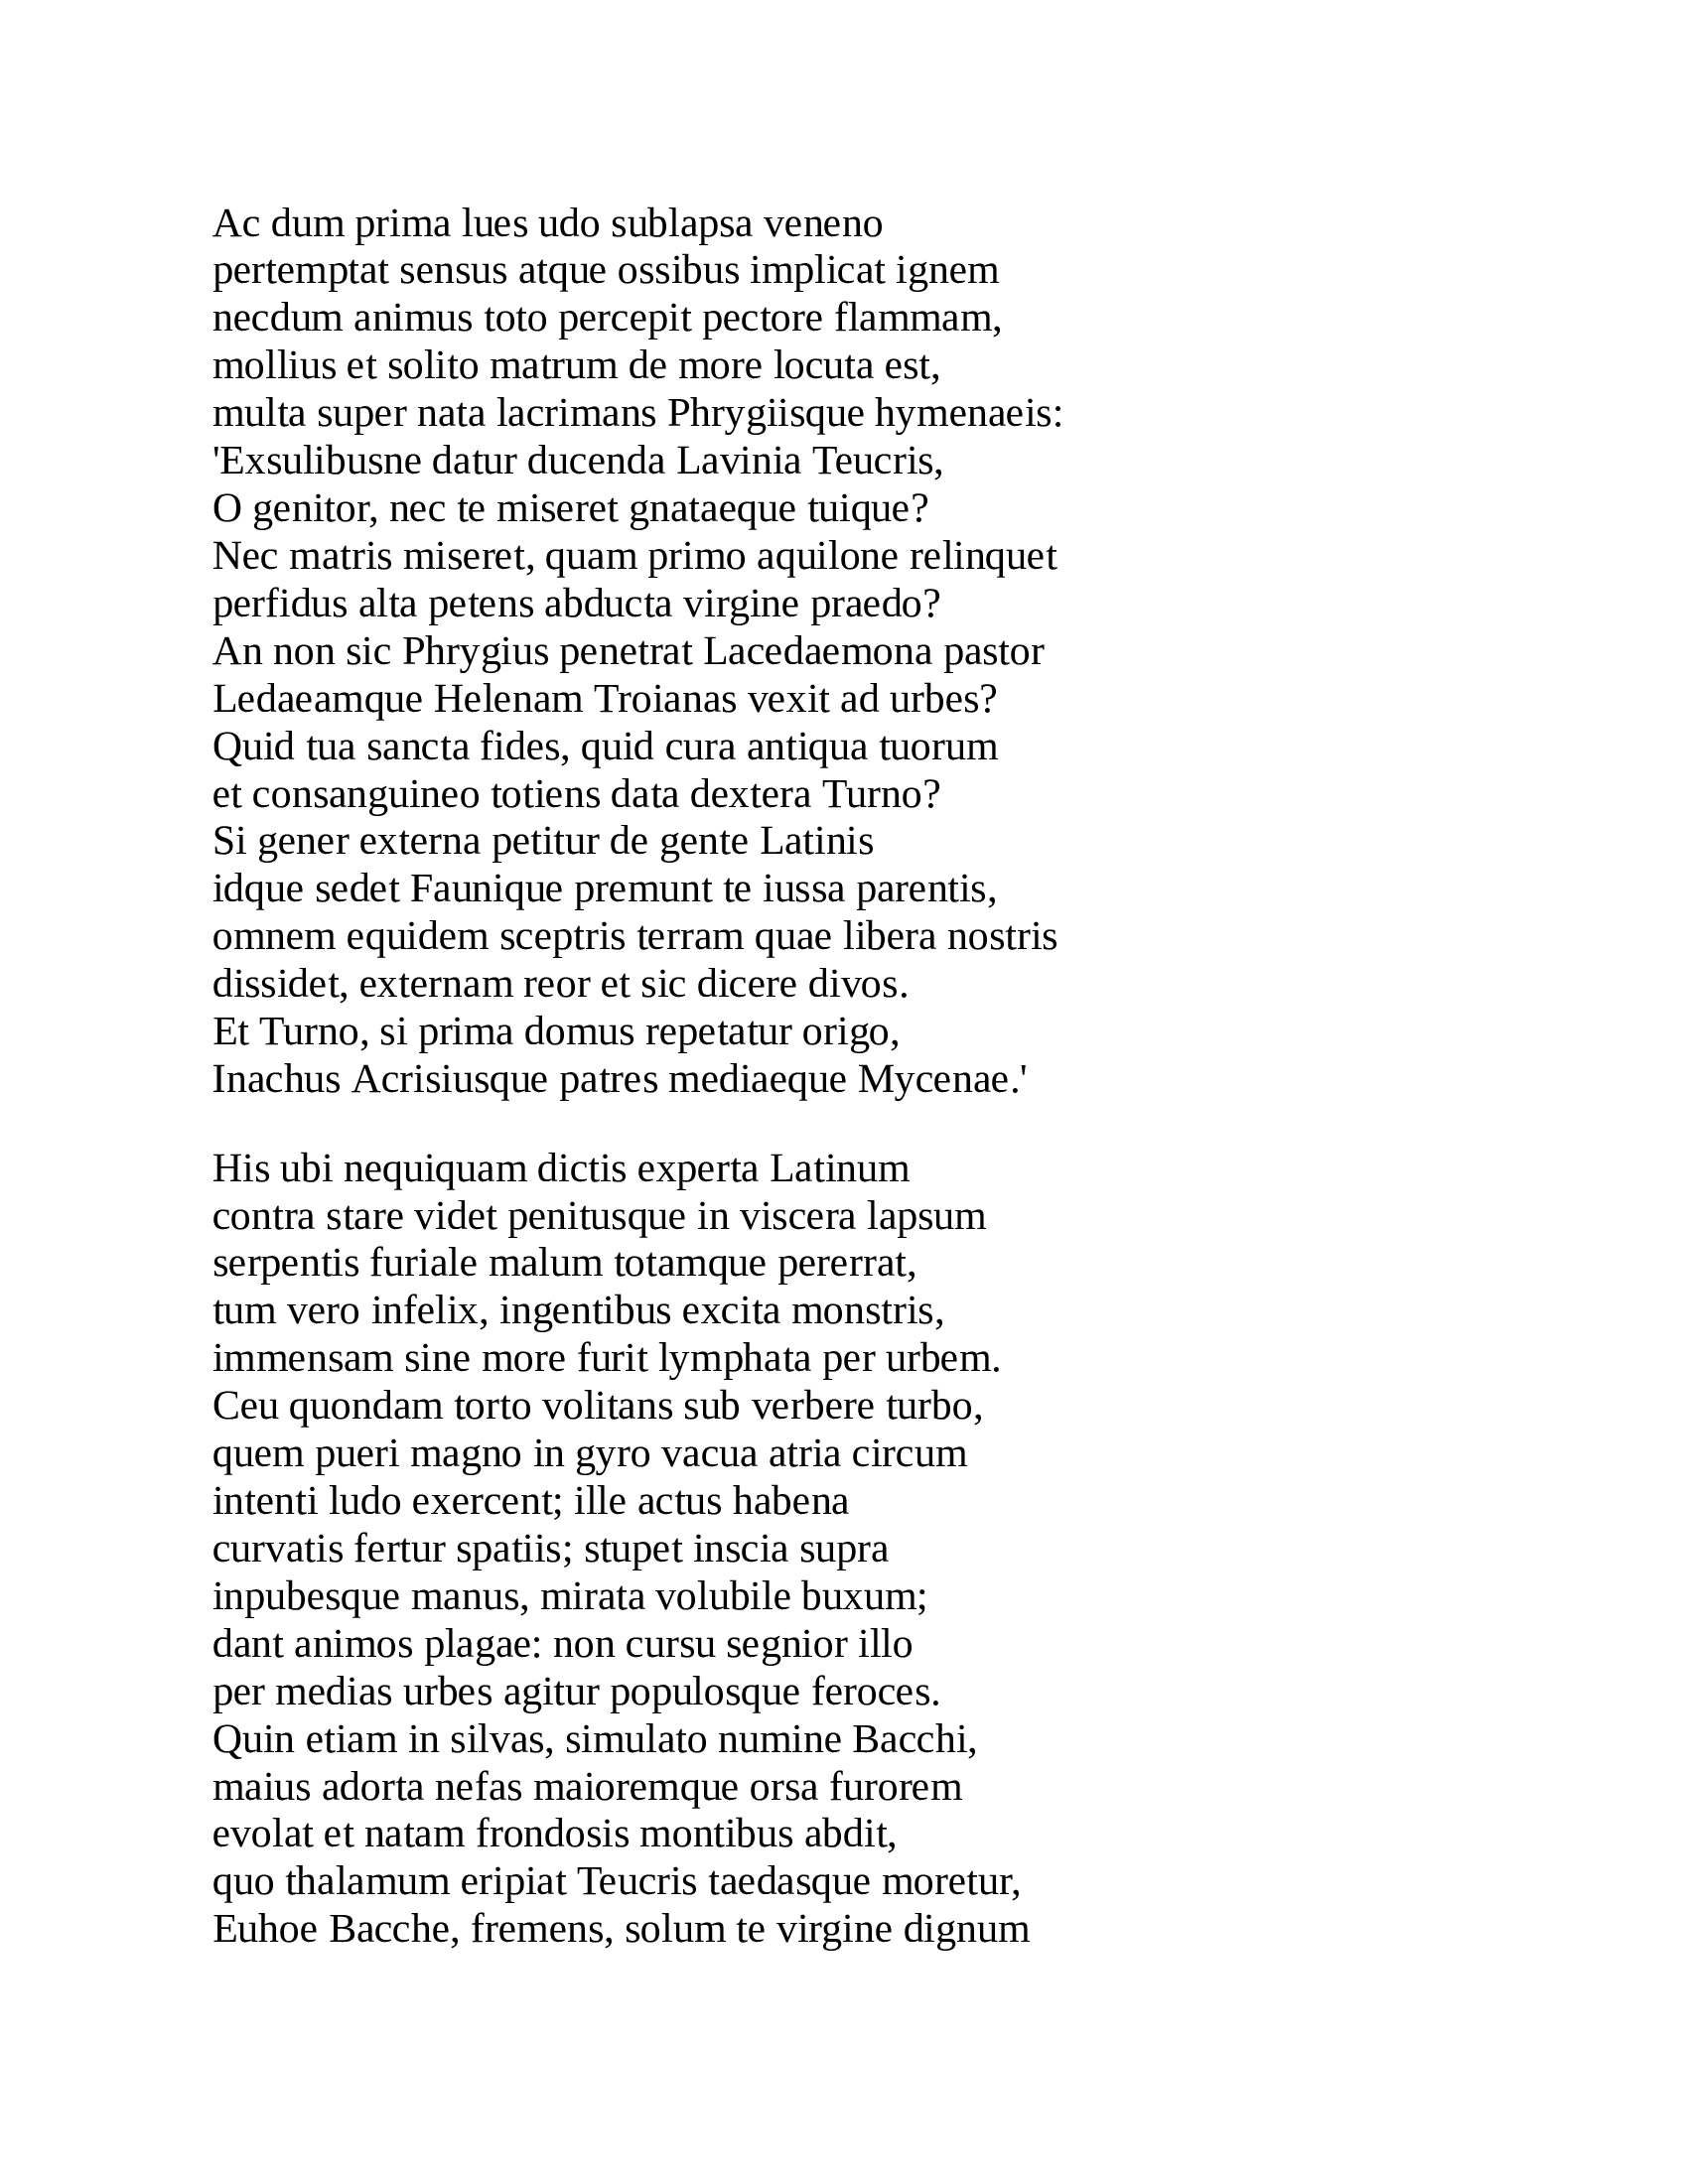 Ac dum prima lues udo sublapsa veneno
pertemptat sensus atque ossibus implicat ignem
necdum animus toto percepit pectore flammam,
mollius et solito matrum de more locuta est,
multa super nata lacrimans Phrygiisque hymenaeis:
'Exsulibusne datur ducenda Lavinia Teucris,
O genitor, nec te miseret gnataeque tuique?
Nec matris miseret, quam primo aquilone relinquet
perfidus alta petens abducta virgine praedo?
An non sic Phrygius penetrat Lacedaemona pastor
Ledaeamque Helenam Troianas vexit ad urbes?
Quid tua sancta fides, quid cura antiqua tuorum
et consanguineo totiens data dextera Turno?
Si gener externa petitur de gente Latinis
idque sedet Faunique premunt te iussa parentis,
omnem equidem sceptris terram quae libera nostris
dissidet, externam reor et sic dicere divos.
Et Turno, si prima domus repetatur origo,
Inachus Acrisiusque patres mediaeque Mycenae.'

His ubi nequiquam dictis experta Latinum
contra stare videt penitusque in viscera lapsum
serpentis furiale malum totamque pererrat,
tum vero infelix, ingentibus excita monstris,
immensam sine more furit lymphata per urbem.
Ceu quondam torto volitans sub verbere turbo,
quem pueri magno in gyro vacua atria circum
intenti ludo exercent; ille actus habena
curvatis fertur spatiis; stupet inscia supra
inpubesque manus, mirata volubile buxum;
dant animos plagae: non cursu segnior illo
per medias urbes agitur populosque feroces.
Quin etiam in silvas, simulato numine Bacchi,
maius adorta nefas maioremque orsa furorem
evolat et natam frondosis montibus abdit,
quo thalamum eripiat Teucris taedasque moretur,
Euhoe Bacche, fremens, solum te virgine dignum